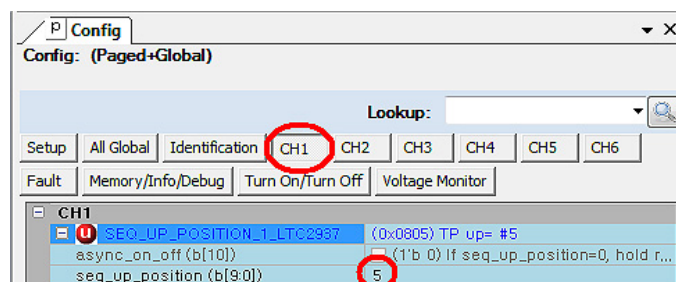 p Config
Config: (Paged+Global)
Lookup:
Setup All Global Identification CH1 CH2 CH3 CH4 CH5 CH6
Fault Memory/Info/Debug Turn On/Turn Off Voltage Monitor
CH1
U SEQ_UP_POSITION_1_LTC2937 (0x0805) TP up= #5
async_on_off (b[10]) (1'b 0) If seq_up_position=0, hold r...
seq_up_position (b[9:0]) 5